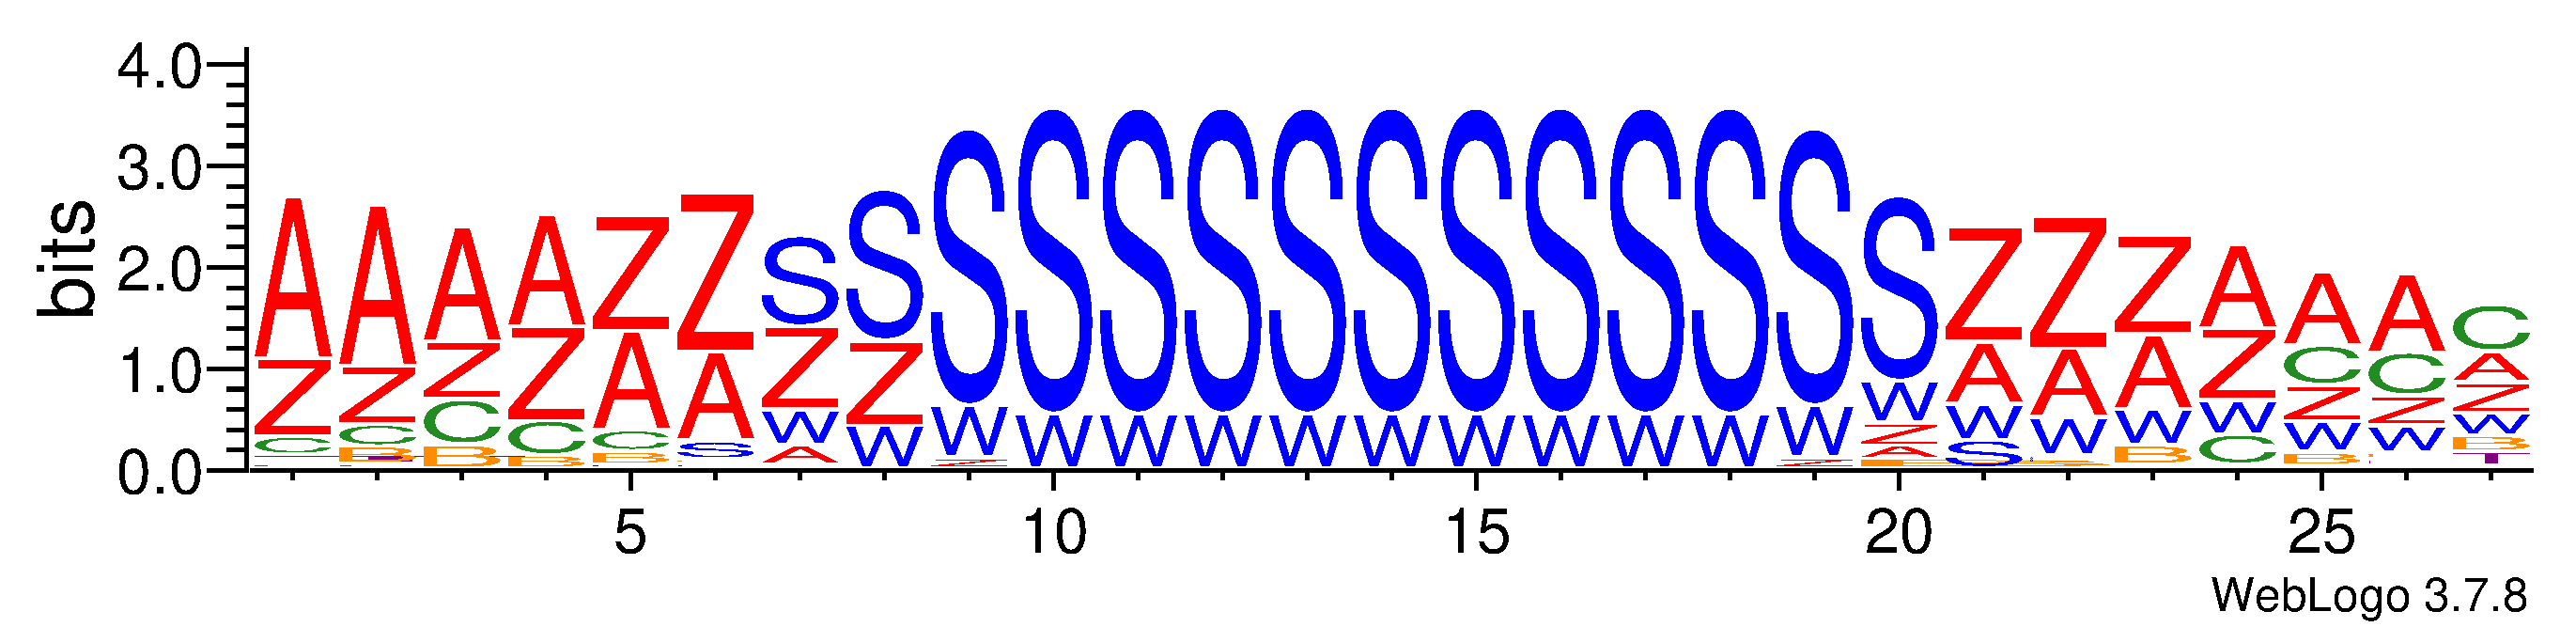 4.0
3.0
2.0
1.0
0.0
bits
A A A A Z Z S S S S S S S S S S S S S S Z Z Z A A A C
Z Z Z Z A A Z Z W W W W W W W W W W W W A A A Z C C A
C C C C C S W W Z Z Z W W W W Z Z Z
B B B B A A S B C W W W
B B B B
5 10 15 20 25
WebLogo 3.7.8